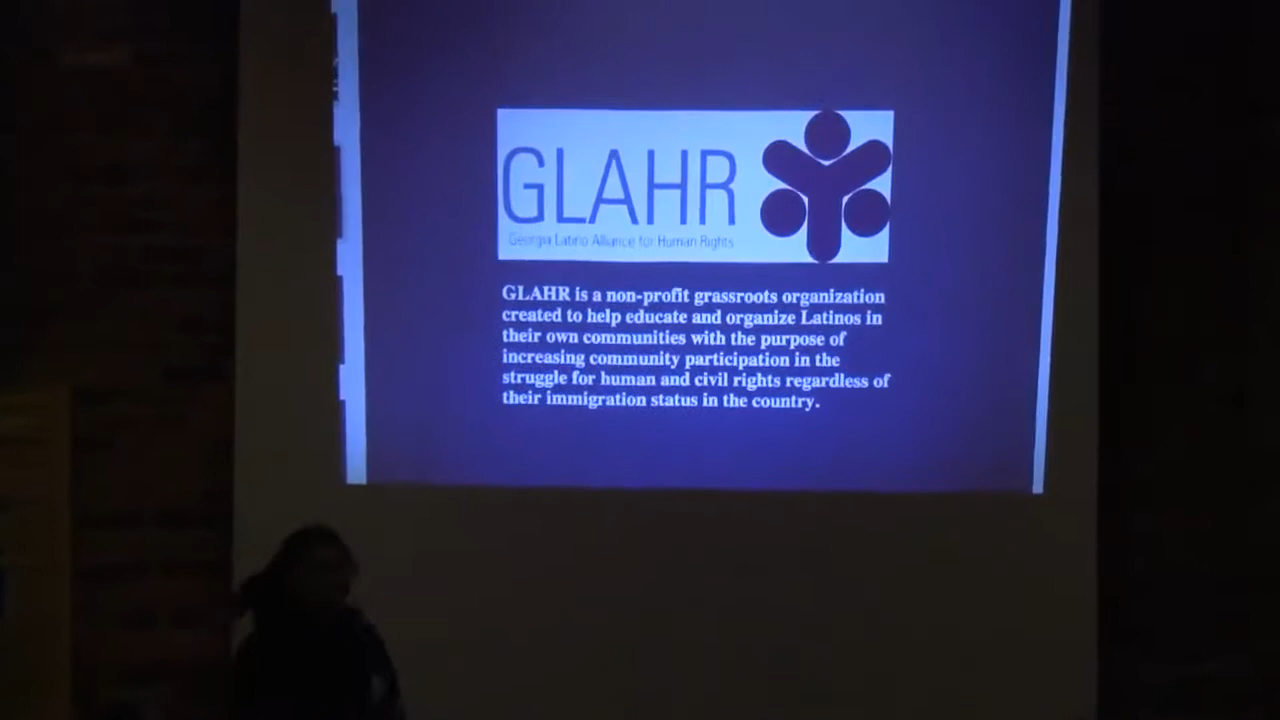 GLAHR
Georgia Latino Alliance for Human Rights
GLAHR is a non-profit grassroots organization
created to help educate and organize Latinos in
their own communities with the purpose of
increasing community participation in the
struggle for human and civil rights regardless of
their immigration status in the country.